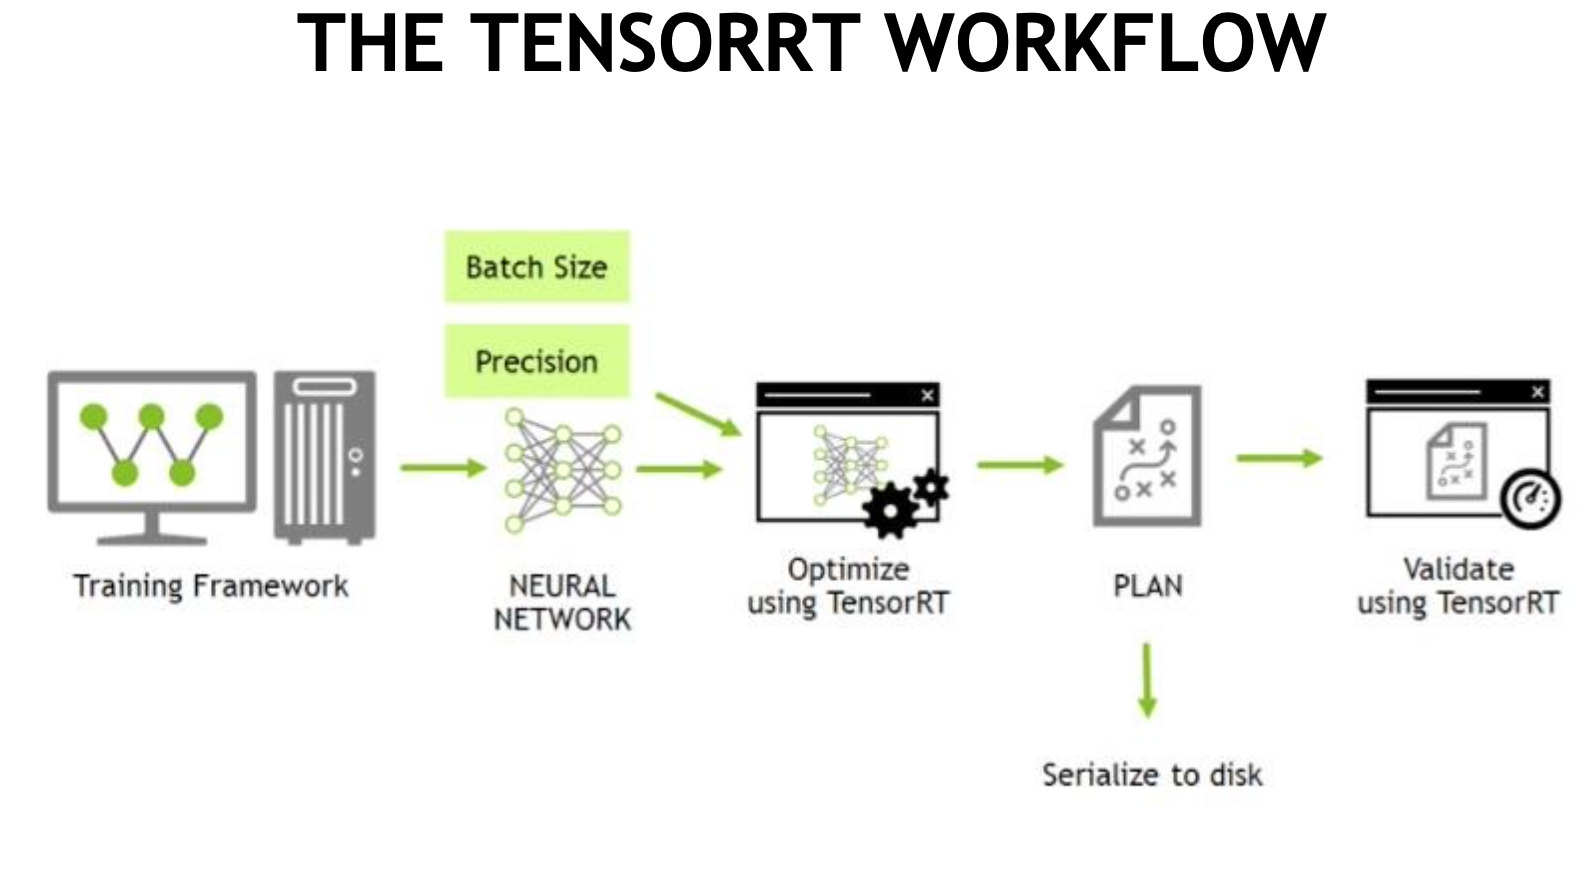 THE TENSORRT WORKFLOW
Batch Size
Precision
Training Framework
NEURAL
NETWORK
Optimize
using TensorRT
PLAN
Validate
using TensorRT
Serialize to disk